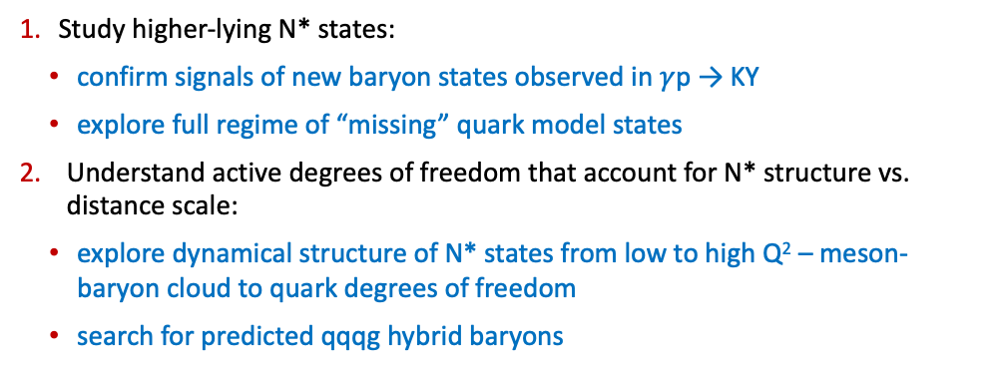 1. Study higher-lying N* states:
• confirm signals of new baryon states observed in γp → KY
• explore full regime of “missing” quark model states
2. Understand active degrees of freedom that account for N* structure vs.
distance scale:
• explore dynamical structure of N* states from low to high Q² – meson-
baryon cloud to quark degrees of freedom
• search for predicted qqqg hybrid baryons